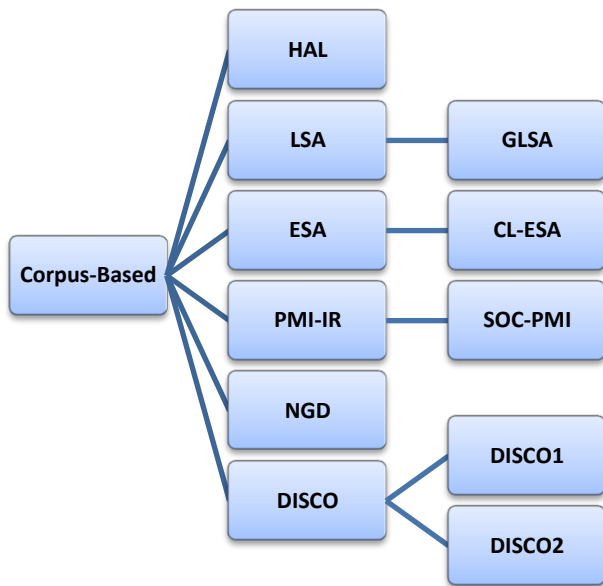 HAL
LSA
GLSA
ESA
CL-ESA
Corpus-Based
PMI-IR
SOC-PMI
NGD
DISCO
DISCO1
DISCO2